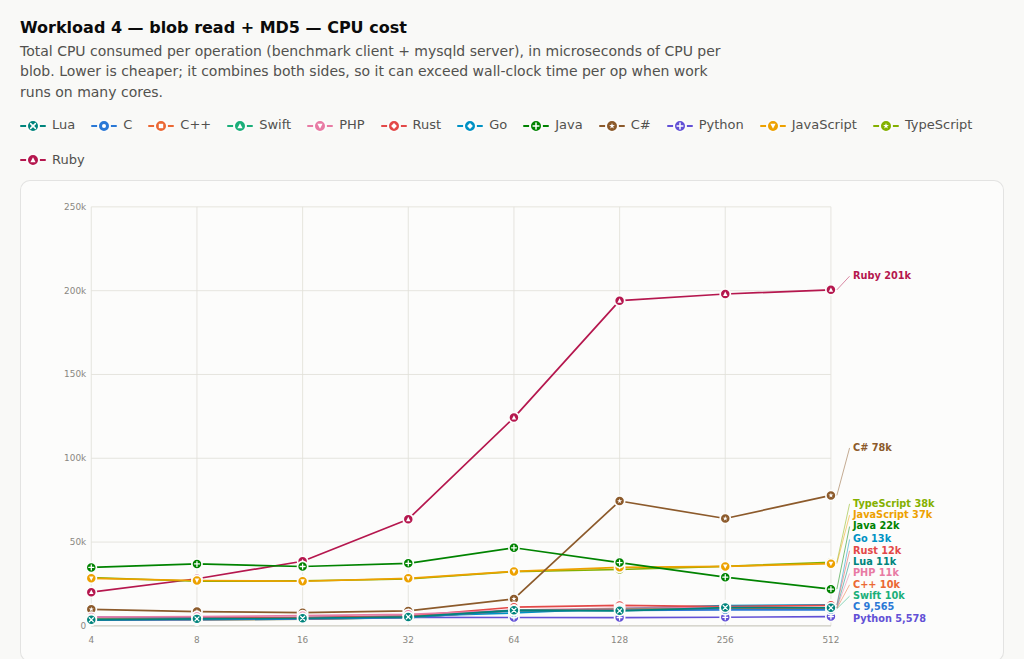 Workload 4 — blob read + MD5 — CPU cost
Total CPU consumed per operation (benchmark client + mysqld server), in microseconds of CPU per
blob. Lower is cheaper; it combines both sides, so it can exceed wall-clock time per op when work
runs on many cores.
Lua C C++ Swift PHP Rust Go Java C# Python JavaScript TypeScript
Ruby
250k
200k
150k
100k
50k
0
4 8 16 32 64 128 256 512
Ruby 201k
C# 78k
TypeScript 38k
JavaScript 37k
Java 22k
Go 13k
Rust 12k
Lua 11k
PHP 11k
C++ 10k
Swift 10k
C 9,565
Python 5,578